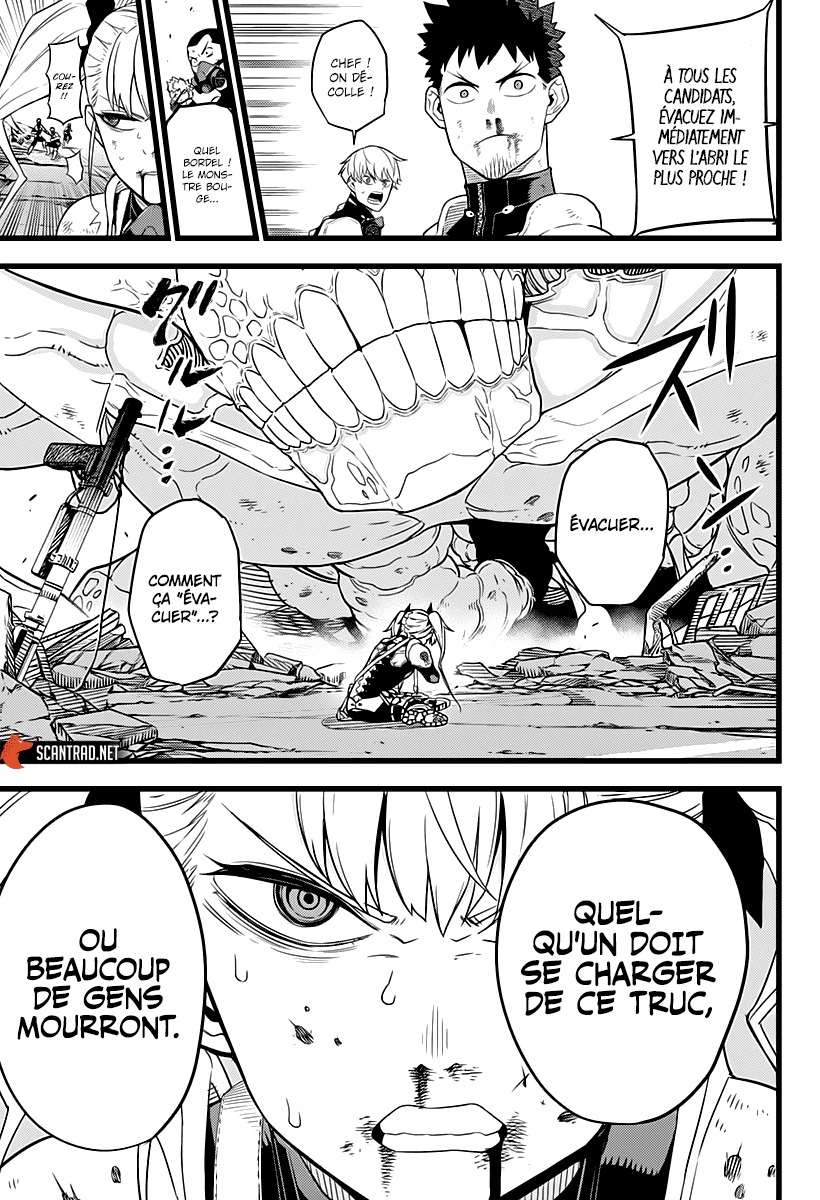 À TOUS LES
CANDIDATS,
ÉVACUEZ IM-
MÉDIATEMENT
VERS L'ABRI LE
PLUS PROCHE !
CHEF !
ON DÉ-
COLLE !
QUEL
BORDEL !
LE MONS-
TRE BOU-
GE...
COU-
REZ
!!
ÉVACUER...
COMMENT
ÇA "ÉVA-
CUER"...?
SCANTRAD.NET
QUEL-
QU'UN DOIT
SE CHARGER
DE CE TRUC,
OU
BEAUCOUP
DE GENS
MOURRONT.